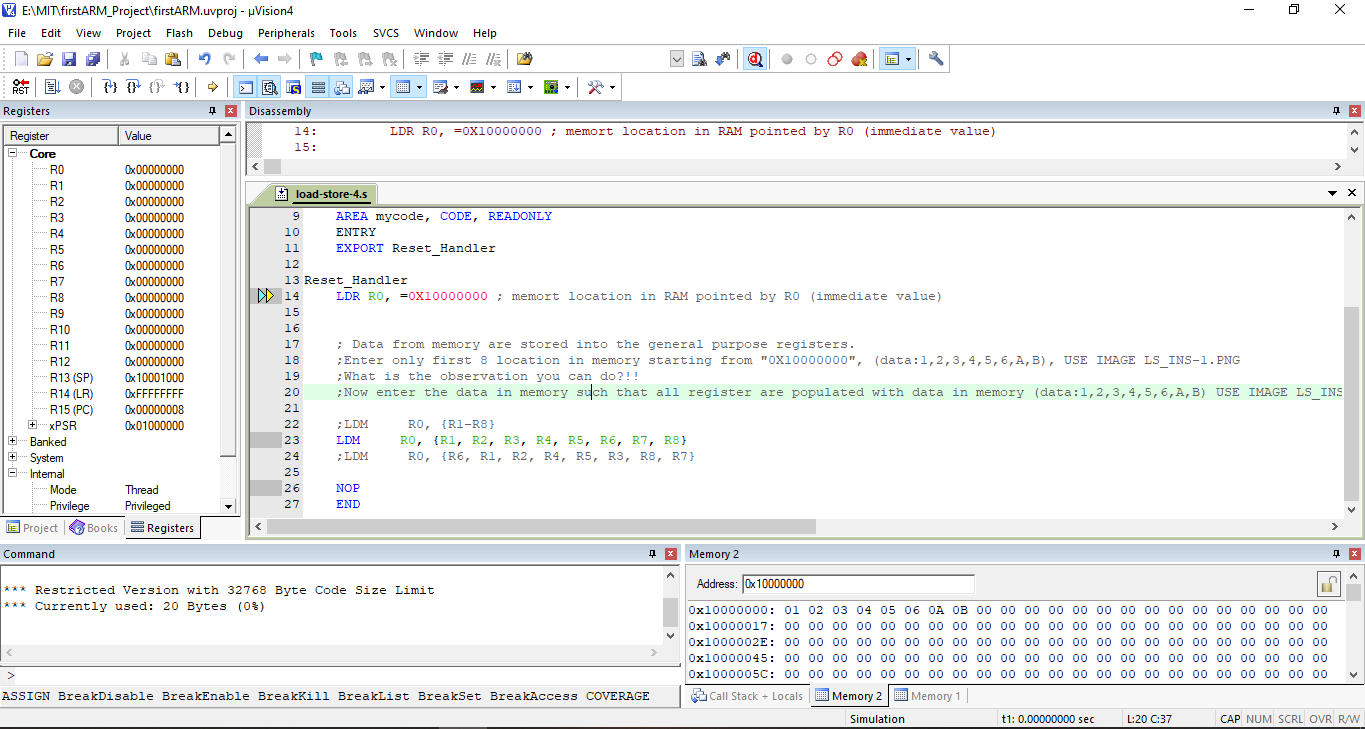 E:\MIT\firstARM_Project\firstARM.uvproj - µVision4
File Edit View Project Flash Debug Peripherals Tools SVCS Window Help
RST
Registers
Register Value
Core
R0 0x00000000
R1 0x00000000
R2 0x00000000
R3 0x00000000
R4 0x00000000
R5 0x00000000
R6 0x00000000
R7 0x00000000
R8 0x00000000
R9 0x00000000
R10 0x00000000
R11 0x00000000
R12 0x00000000
R13 (SP) 0x10001000
R14 (LR) 0xFFFFFFFF
R15 (PC) 0x00000008
xPSR 0x01000000
Banked
System
Internal
Mode Thread
Privilege Privileged
Project Books Registers
Disassembly
14: LDR R0, =0X10000000 ; memort location in RAM pointed by R0 (immediate value)
15:
load-store-4.s
9 AREA mycode, CODE, READONLY
10 ENTRY
11 EXPORT Reset_Handler
12
13 Reset_Handler
14 LDR R0, =0X10000000 ; memort location in RAM pointed by R0 (immediate value)
15
16
17 ; Data from memory are stored into the general purpose registers.
18 ;Enter only first 8 location in memory starting from "0X10000000", (data:1,2,3,4,5,6,A,B), USE IMAGE LS_INS-1.PNG
19 ;What is the observation you can do?!!
20 ;Now enter the data in memory such that all register are populated with data in memory (data:1,2,3,4,5,6,A,B) USE IMAGE LS_INS
21
22 ;LDM R0, {R1-R8}
23 LDM R0, {R1, R2, R3, R4, R5, R6, R7, R8}
24 ;LDM R0, {R6, R1, R2, R4, R5, R3, R8, R7}
25
26 NOP
27 END
Command
*** Restricted Version with 32768 Byte Code Size Limit
*** Currently used: 20 Bytes (0%)
>
ASSIGN BreakDisable BreakEnable BreakKill BreakList BreakSet BreakAccess COVERAGE
Memory 2
Address: 0x10000000
0x10000000: 01 02 03 04 05 06 0A 0B 00 00 00 00 00 00 00 00 00 00 00 00 00 00 00
0x10000017: 00 00 00 00 00 00 00 00 00 00 00 00 00 00 00 00 00 00 00 00 00 00 00
0x1000002E: 00 00 00 00 00 00 00 00 00 00 00 00 00 00 00 00 00 00 00 00 00 00 00
0x10000045: 00 00 00 00 00 00 00 00 00 00 00 00 00 00 00 00 00 00 00 00 00 00 00
0x1000005C: 00 00 00 00 00 00 00 00 00 00 00 00 00 00 00 00 00 00 00 00 00 00 00
Call Stack + Locals Memory 2 Memory 1
Simulation t1: 0.00000000 sec L:20 C:37 CAP NUM SCRL OVR R/W